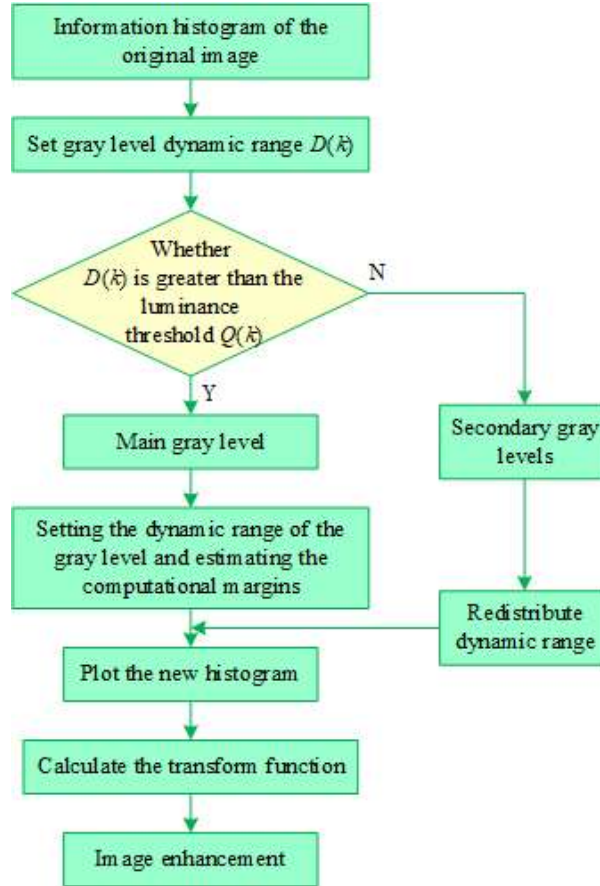 Information histogram of the
original image
Set gray level dynamic range D(k)
Whether
D(k) is greater than the
luminance
threshold Q(k)
N
Y
Main gray level
Secondary gray
levels
Setting the dynamic range of the
gray level and estimating the
computational margins
Redistribute
dynamic range
Plot the new histogram
Calculate the transform function
Image enhancement